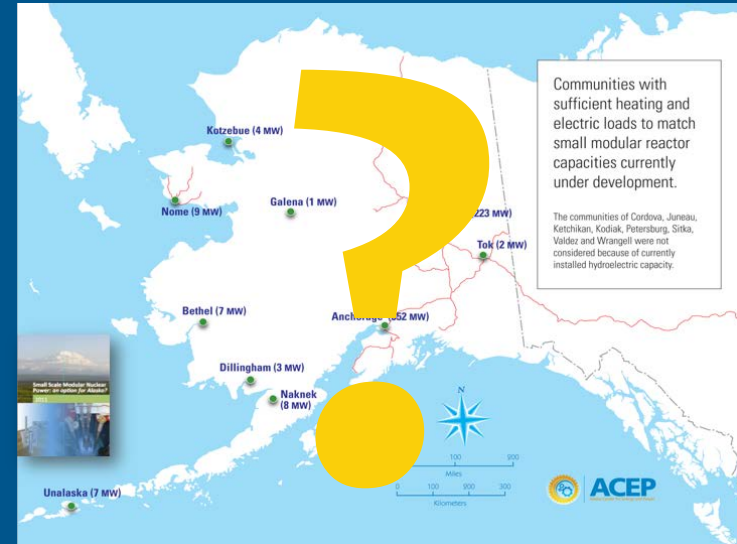 Communities with
sufficient heating and
electric loads to match
small modular reactor
capacities currently
under development.
The communities of Cordova, Juneau,
Ketchikan, Kodiak, Petersburg, Sitka,
Valdez and Wrangell were not
considered because of currently
installed hydroelectric capacity.
Kotzebue (4 MW)
Nome (9 MW)
Galena (1 MW)
223 MW)
Tok (2 MW)
Bethel (7 MW)
Dillingham (3 MW)
Naknek
(8 MW)
Unalaska (7 MW)
?
N
100
200
Miles
0
100
200
300
Kilometers
ACEP
Small Scale Modular Nuclear
Power: an option for Alaska?